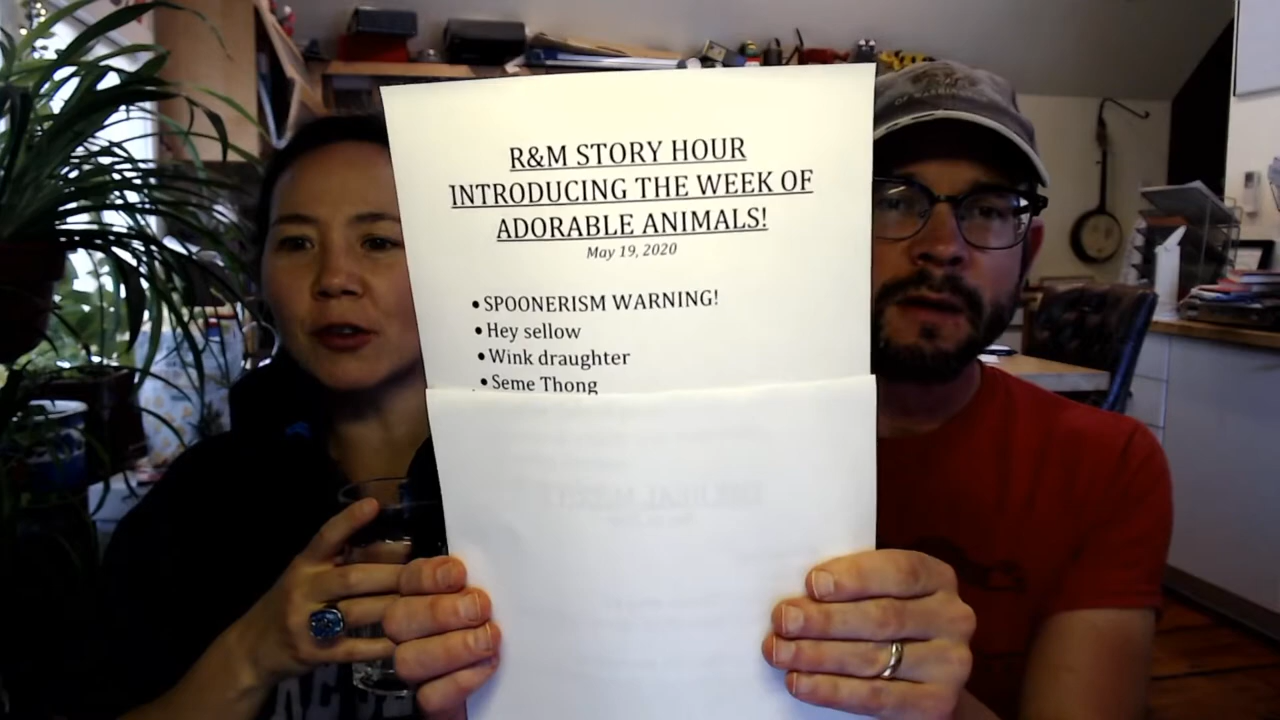 R&M STORY HOUR
INTRODUCING THE WEEK OF
ADORABLE ANIMALS!
May 19, 2020
• SPOONERISM WARNING!
• Hey sellow
• Wink draughter
• Seme Thong